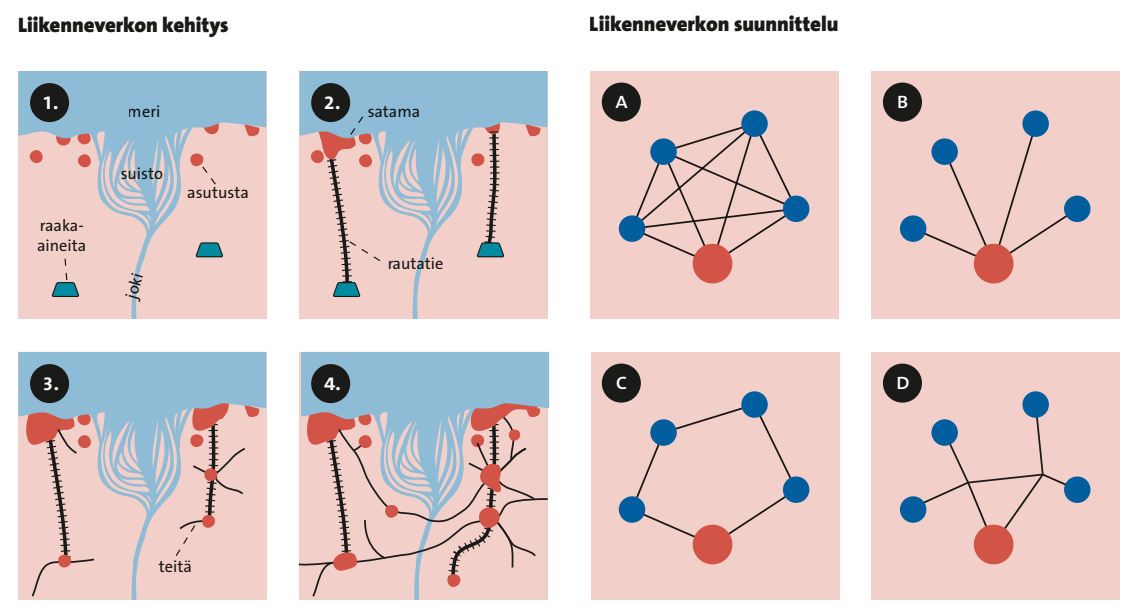 Liikenneverkon kehitys
1.
meri
suisto
asutusta
raaka-
aineita
joki
2.
satama
rautatie
3.
teitä
4.
Liikenneverkon suunnittelu
A
B
C
D